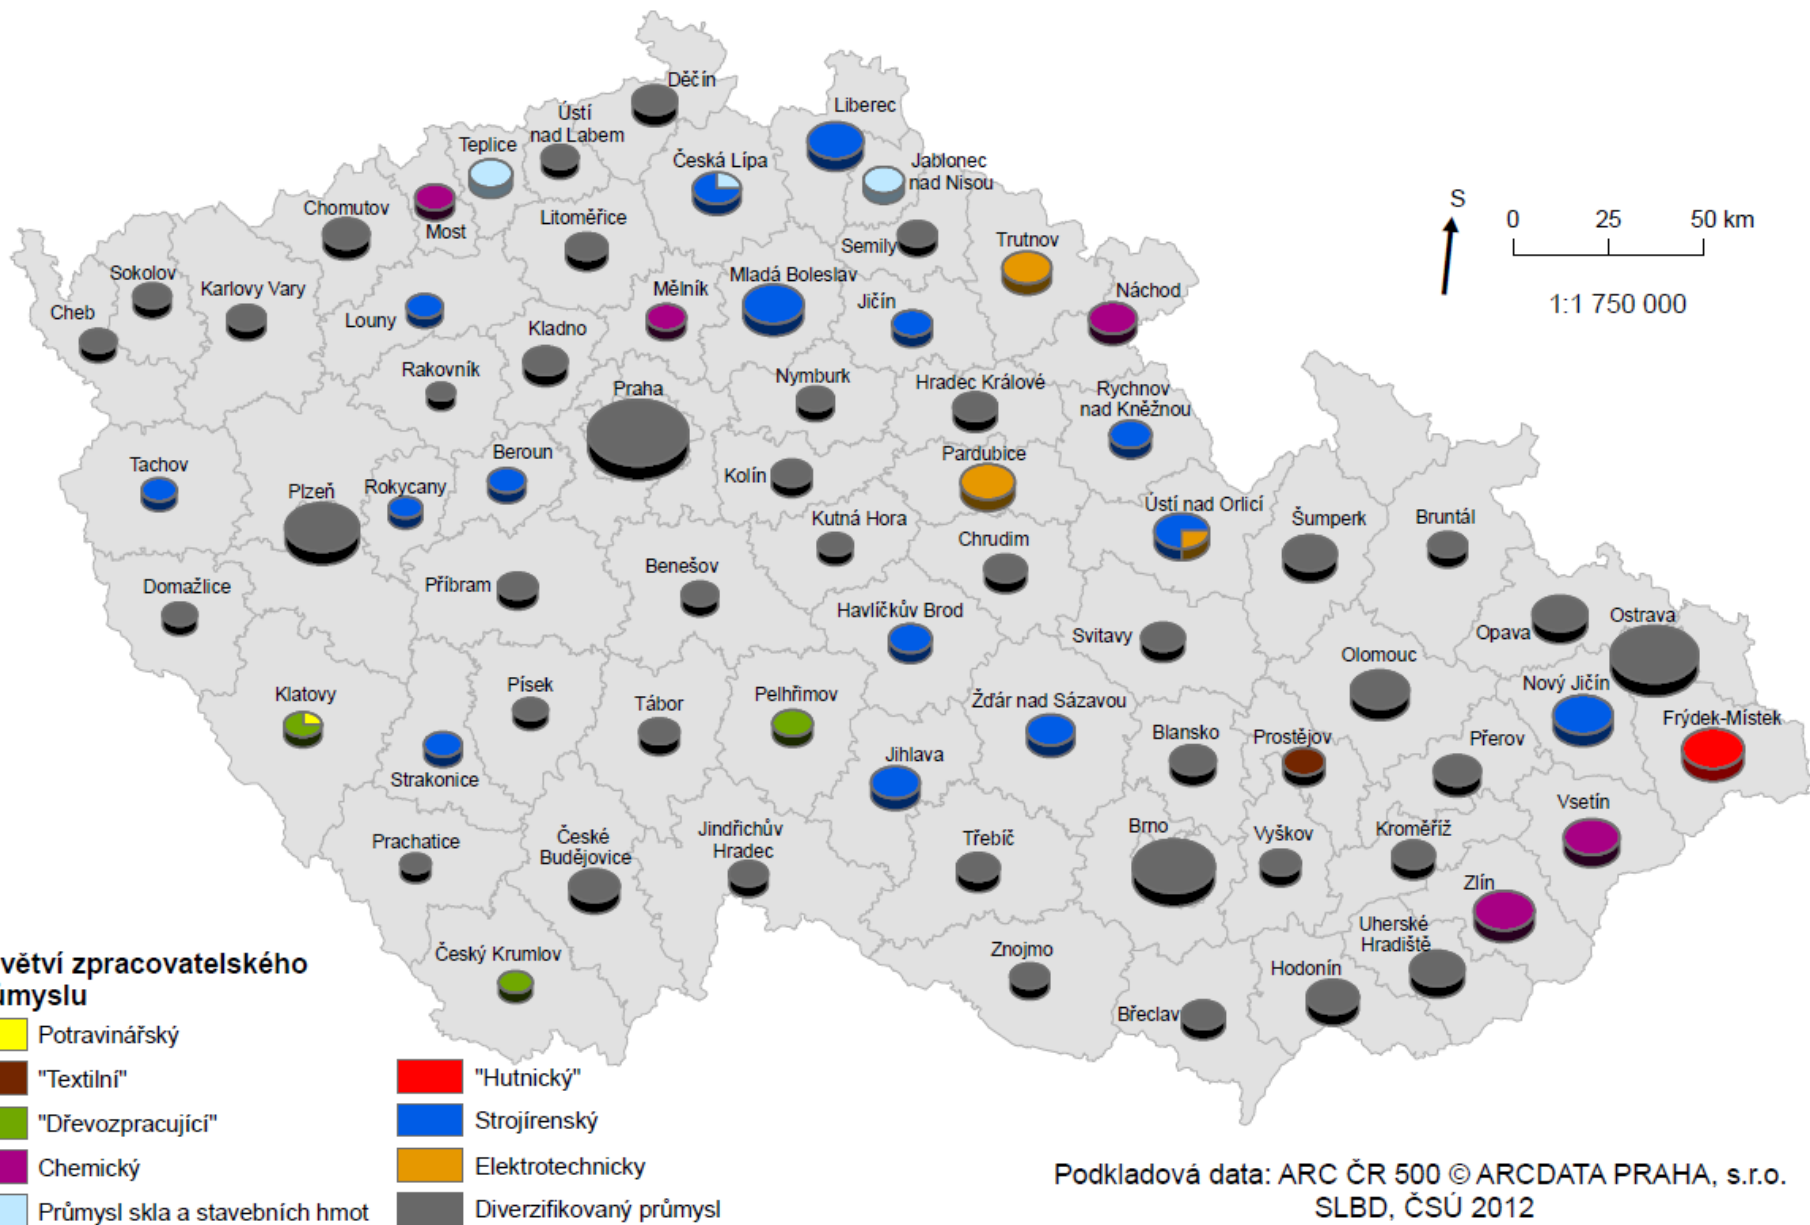 Děčín
Liberec
Ústí
nad Labem
Teplice
Česká Lípa
Jablonec
nad Nisou
Chomutov
Most
Litoměřice
Semily
Trutnov
S
0 25 50 km
1:1 750 000
Sokolov
Karlovy Vary
Cheb
Louny
Mělník
Mladá Boleslav
Jičín
Náchod
Kladno
Rakovník
Praha
Nymburk
Hradec Králové
Rychnov
nad Kněžnou
Tachov
Plzeň
Rokycany
Beroun
Kolín
Pardubice
Ústí nad Orlicí
Šumperk
Bruntál
Kutná Hora
Chrudim
Domažlice
Příbram
Benešov
Havlíčkův Brod
Svitavy
Opava
Ostrava
Olomouc
Nový Jičín
Frýdek-Místek
Klatovy
Písek
Tábor
Pelhřimov
Žďár nad Sázavou
Blansko
Prostějov
Přerov
Strakonice
Jihlava
Vsetín
Prachatice
České
Budějovice
Jindřichův
Hradec
Třebíč
Brno
Vyškov
Kroměříž
Zlín
Uherské
Hradiště
Český Krumlov
Znojmo
Hodonín
Břeclav
větví zpracovatelského
ůmyslu
Potravinářský
"Textilní"
"Dřevozpracující"
Chemický
Průmysl skla a stavebních hmot
"Hutnický"
Strojírenský
Elektrotechnicky
Diverzifikovaný průmysl
Podkladová data: ARC ČR 500 © ARCDATA PRAHA, s.r.o.
SLBD, ČSÚ 2012